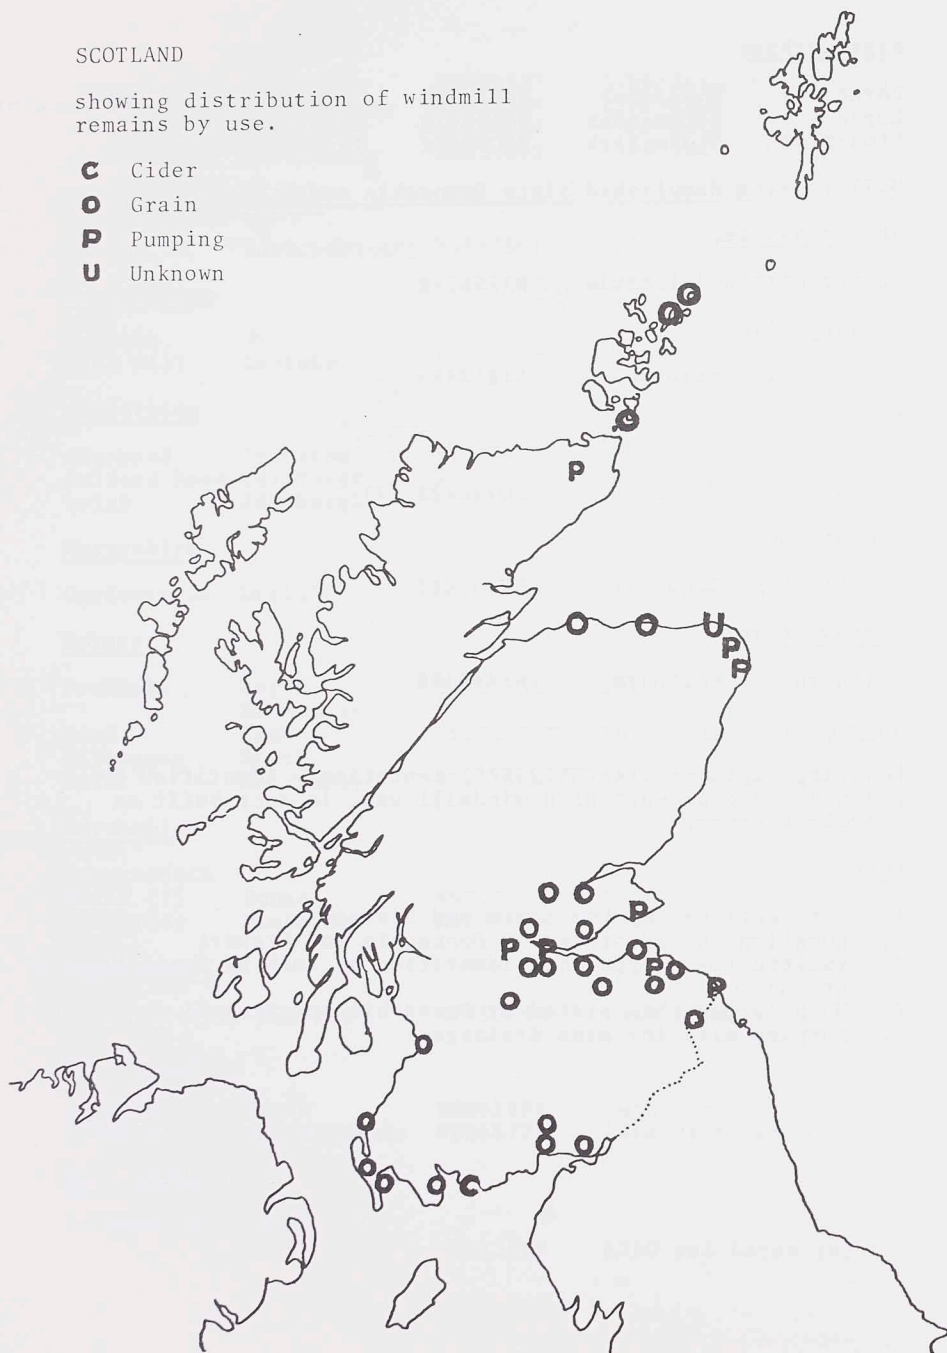 SCOTLAND
showing distribution of windmill
remains by use.
C Cider
O Grain
P Pumping
U Unknown
O
O
O
P
O O U
P
P
O O
P
O O
P P O
O O O P O
O O P
O
O
O
O
O
O O
O
O O C